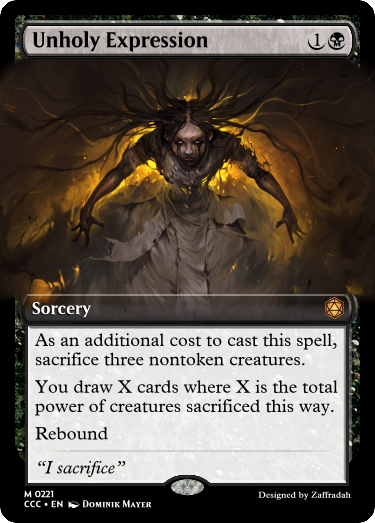 Unholy Expression 1
Sorcery
As an additional cost to cast this spell,
sacrifice three nontoken creatures.
You draw X cards where X is the total
power of creatures sacrificed this way.
Rebound
“I sacrifice”
M 0221
CCC • EN DOMINIK MAYER
Designed by Zaffradah